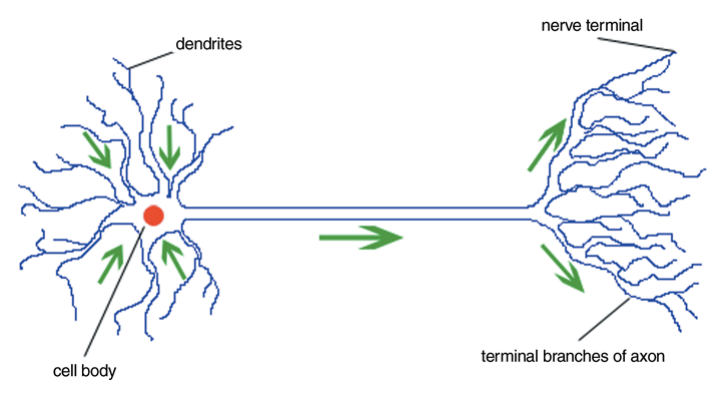 nerve terminal
dendrites
terminal branches of axon
cell body